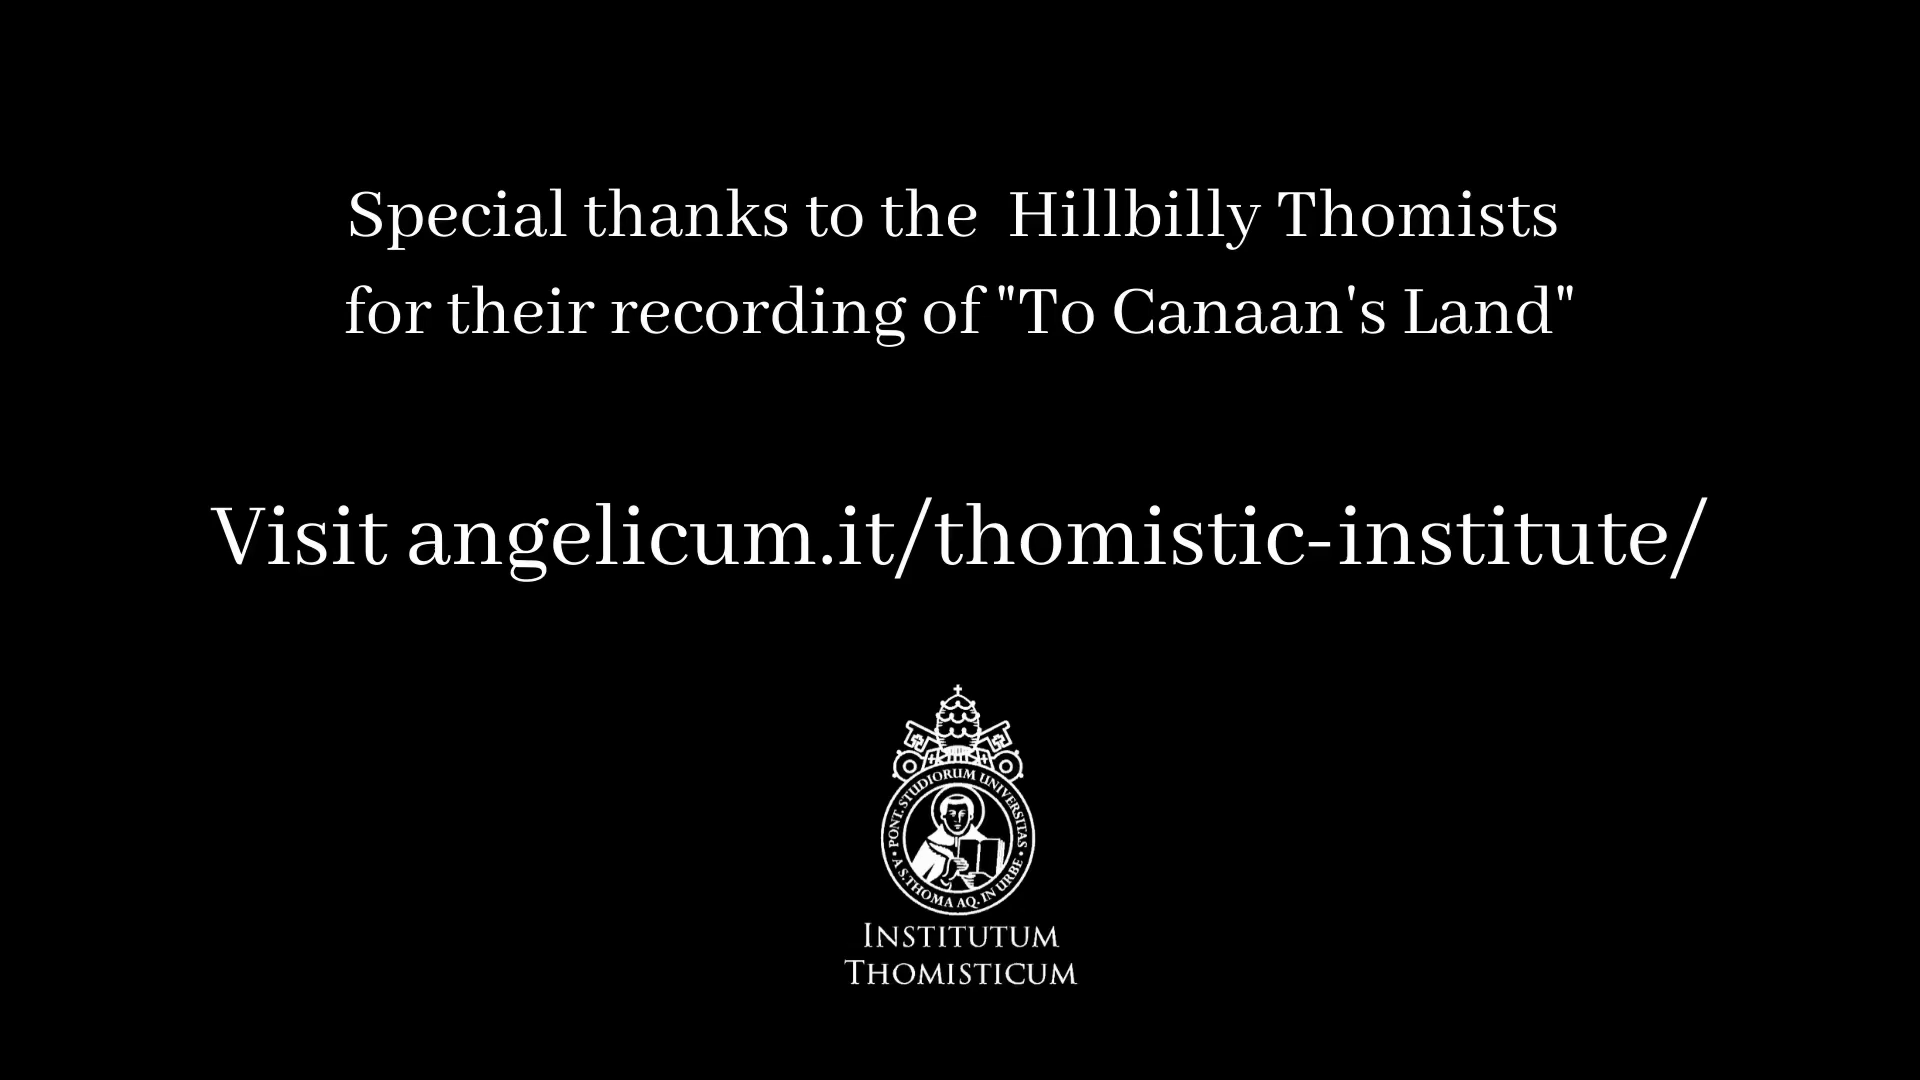 Special thanks to the  Hillbilly Thomists
for their recording of "To Canaan's Land"
Visit angelicum.it/thomistic-institute/
· PONT. STUDIORUM UNIVERSITAS ·
A S. THOMA AQ. IN URBE
INSTITUTUM
THOMISTICUM